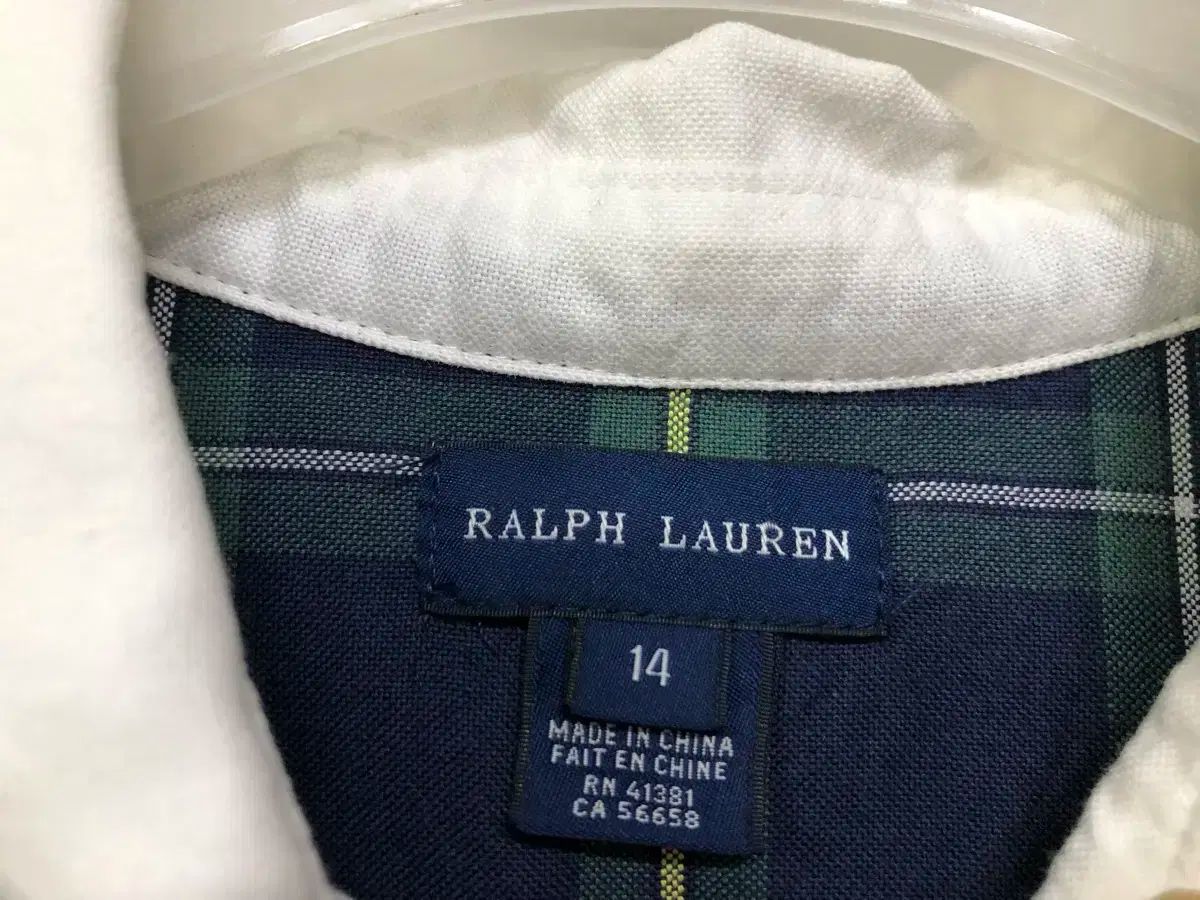 RALPH LAUREN
14
MADE IN CHINA
FAIT EN CHINE
RN 41381
CA 56658